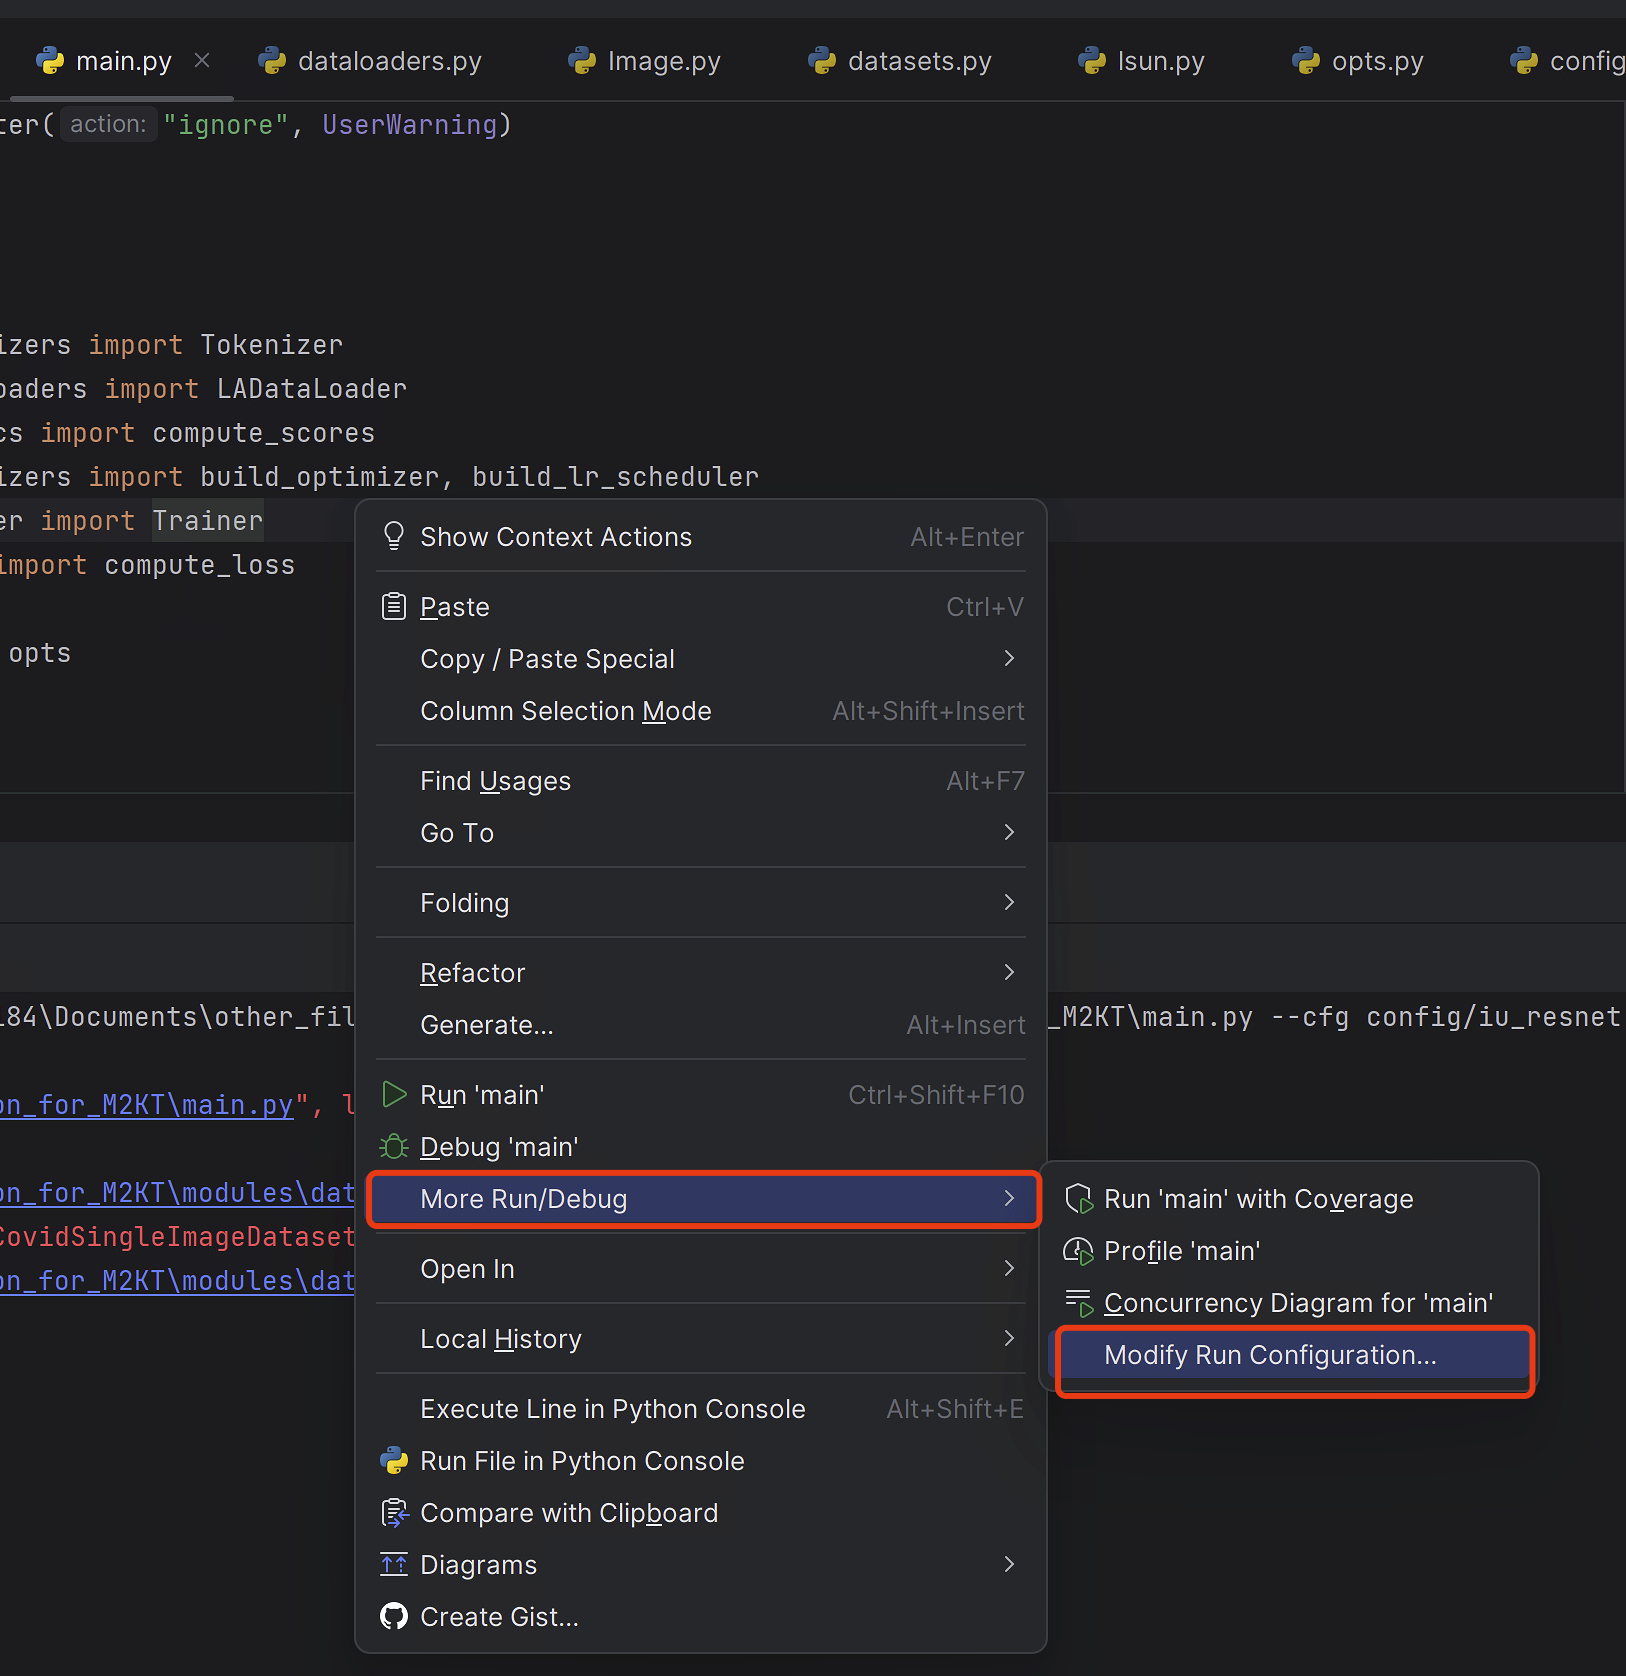 main.py
dataloaders.py
Image.py
datasets.py
lsun.py
opts.py
config
ter( action: "ignore", UserWarning)
izers import Tokenizer
oaders import LADataLoader
cs import compute_scores
izers import build_optimizer, build_lr_scheduler
er import Trainer
import compute_loss
opts
Show Context Actions Alt+Enter
Paste Ctrl+V
Copy / Paste Special
Column Selection Mode Alt+Shift+Insert
Find Usages Alt+F7
Go To
Folding
Refactor
Generate... Alt+Insert
Run 'main' Ctrl+Shift+F10
Debug 'main'
More Run/Debug
Open In
Local History
Execute Line in Python Console Alt+Shift+E
Run File in Python Console
Compare with Clipboard
Diagrams
Create Gist...
Run 'main' with Coverage
Profile 'main'
Concurrency Diagram for 'main'
Modify Run Configuration...
184\Documents\other_fil
_M2KT\main.py --cfg config/iu_resnet
on_for_M2KT\main.py", l
on_for_M2KT\modules\dat
CovidSingleImageDataset
on_for_M2KT\modules\dat